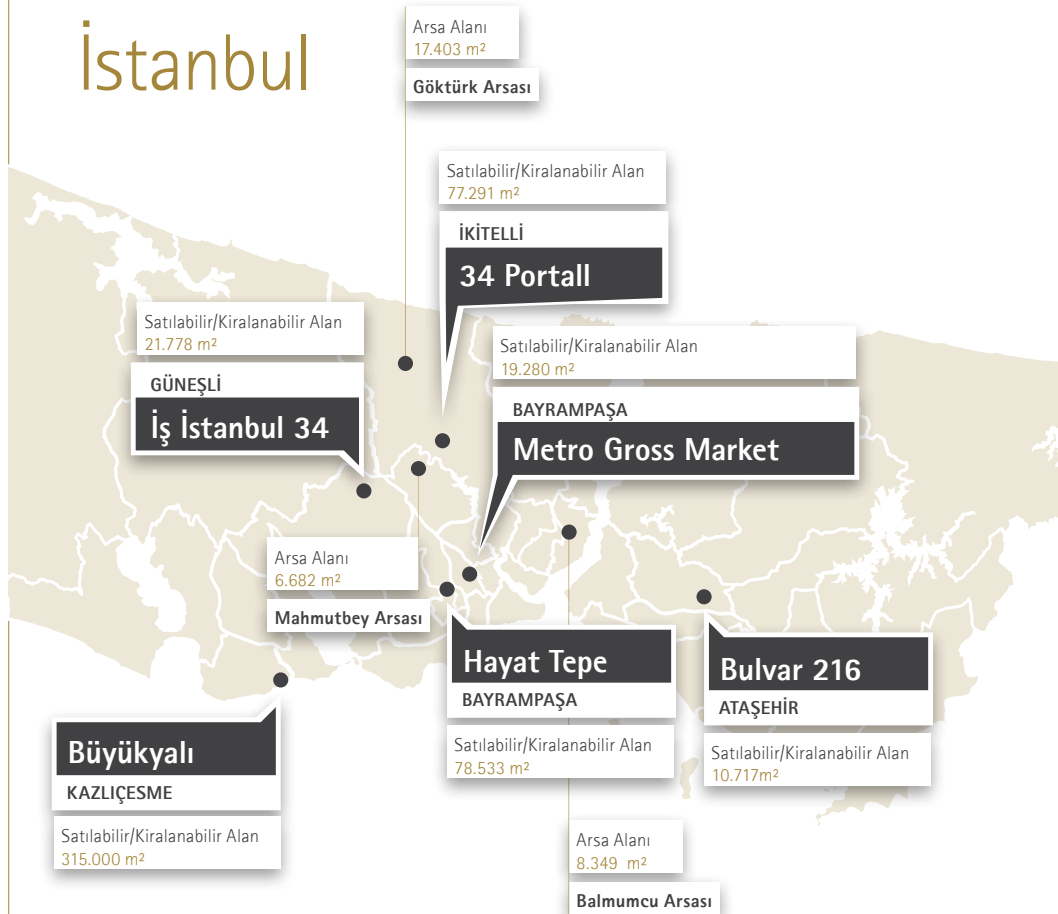 İstanbul
Arsa Alanı
17.403 m²
Göktürk Arsası
Satılabilir/Kiralanabilir Alan
77.291 m²
İKİTELLİ
34 Portall
Satılabilir/Kiralanabilir Alan
21.778 m²
GÜNEŞLİ
İş İstanbul 34
Satılabilir/Kiralanabilir Alan
19.280 m²
BAYRAMPAŞA
Metro Gross Market
Arsa Alanı
6.682 m²
Mahmutbey Arsası
Hayat Tepe
BAYRAMPAŞA
Satılabilir/Kiralanabilir Alan
78.533 m²
Bulvar 216
ATAŞEHİR
Satılabilir/Kiralanabilir Alan
10.717m²
Büyükyalı
KAZLIÇESME
Satılabilir/Kiralanabilir Alan
315.000 m²
Arsa Alanı
8.349 m²
Balmumcu Arsası